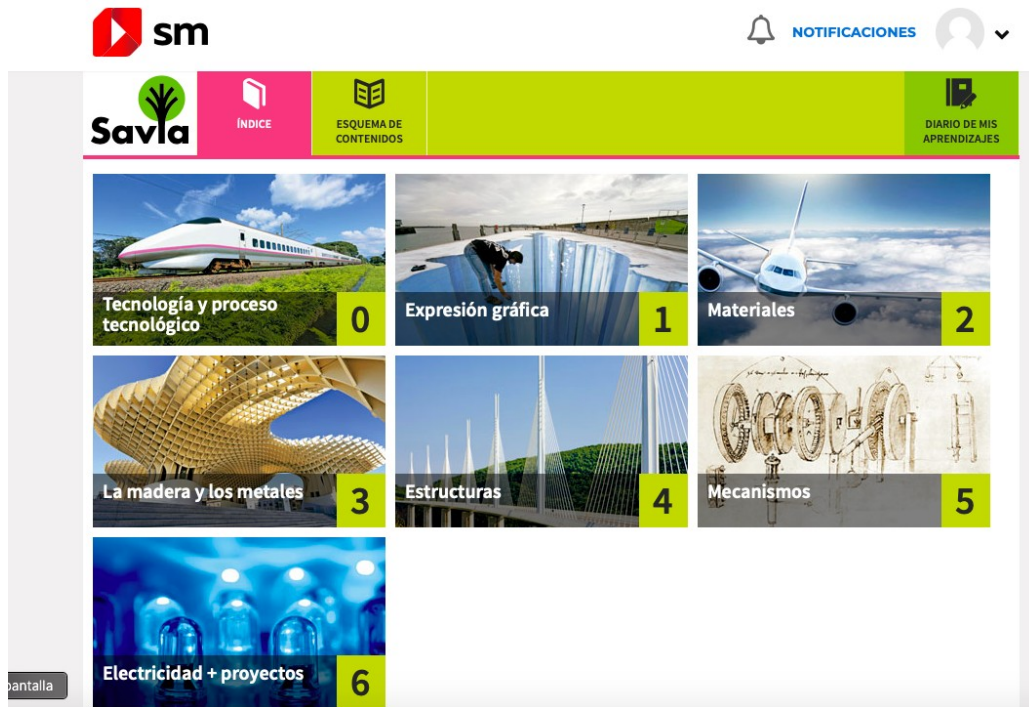 sm
NOTIFICACIONES
Savia
ÍNDICE
ESQUEMA DE
CONTENIDOS
DIARIO DE MIS
APRENDIZAJES
Tecnología y proceso
tecnológico
0
Expresión gráfica
1
Materiales
2
La madera y los metales
3
Estructuras
4
Mecanismos
5
Electricidad + proyectos
6
pantalla